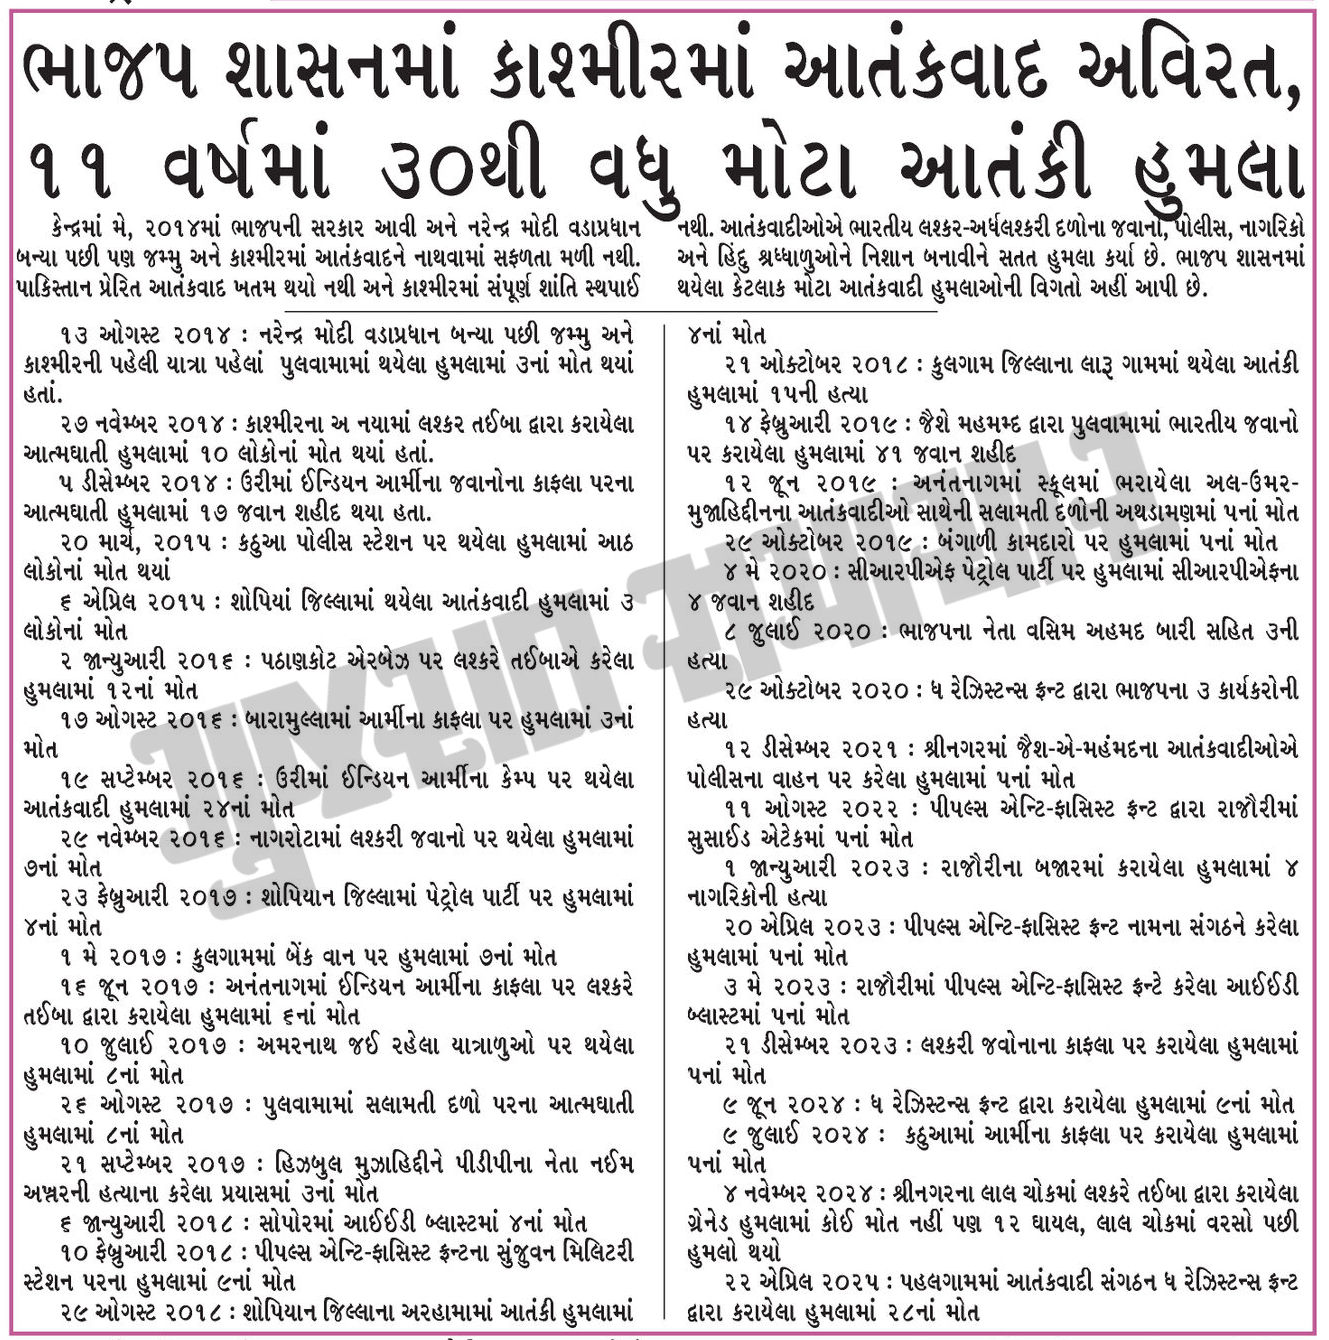 ભાજપ શાસનમાં કાશ્મીરમાં આતંકવાદ અવિરત,
૧૧ વર્ષમાં ૩૦થી વધુ મોટા આતંકી હુમલા
કેન્દ્રમાં મે, ૨૦૧૪માં ભાજપની સરકાર આવી અને નરેન્દ્ર મોદી વડાપ્રધાન
બન્યા પછી પણ જમ્મુ અને કાશ્મીરમાં આતંકવાદને નાથવામાં સફળતા મળી નથી.
પાકિસ્તાન પ્રેરિત આતંકવાદ ખતમ થયો નથી અને કાશ્મીરમાં સંપૂર્ણ શાંતિ સ્થપાઈ
નથી. આતંકવાદીઓએ ભારતીય લશ્કર-અર્ધલશ્કરી દળોના જવાનો, પોલીસ, નાગરિકો
અને હિંદુ શ્રધ્ધાળુઓને નિશાન બનાવીને સતત હુમલા કર્યા છે. ભાજપ શાસનમાં
થયેલા કેટલાક મોટા આતંકવાદી હુમલાઓની વિગતો અહીં આપી છે.
૧૩ ઓગસ્ટ ૨૦૧૪ : નરેન્દ્ર મોદી વડાપ્રધાન બન્યા પછી જમ્મુ અને
કાશ્મીરની પહેલી યાત્રા પહેલાં પુલવામામાં થયેલા હુમલામાં ૩નાં મોત થયાં
હતાં.
૨૭ નવેમ્બર ૨૦૧૪ : કાશ્મીરના અ નયામાં લશ્કર તઈબા દ્વારા કરાયેલા
આત્મઘાતી હુમલામાં ૧૦ લોકોનાં મોત થયાં હતાં.
૫ ડીસેમ્બર ૨૦૧૪ : ઉરીમાં ઈન્ડિયન આર્મીના જવાનોના કાફલા પરના
આત્મઘાતી હુમલામાં ૧૭ જવાન શહીદ થયા હતા.
૨૦ માર્ચ, ૨૦૧૫ : કઠુઆ પોલીસ સ્ટેશન પર થયેલા હુમલામાં આઠ
લોકોનાં મોત થયાં
૬ એપ્રિલ ૨૦૧૫ : શોપિયાં જિલ્લામાં થયેલા આતંકવાદી હુમલામાં ૩
લોકોનાં મોત
૨ જાન્યુઆરી ૨૦૧૬ : પઠાણકોટ એરબેઝ પર લશ્કરે તઈબાએ કરેલા
હુમલામાં ૧૨નાં મોત
૧૭ ઓગસ્ટ ૨૦૧૬ : બારામુલ્લામાં આર્મીના કાફલા પર હુમલામાં ૩નાં
મોત
૧૯ સપ્ટેમ્બર ૨૦૧૬ : ઉરીમાં ઈન્ડિયન આર્મીના કેમ્પ પર થયેલા
આતંકવાદી હુમલામાં ૨૪નાં મોત
૨૯ નવેમ્બર ૨૦૧૬ : નાગરોટામાં લશ્કરી જવાનો પર થયેલા હુમલામાં
૭નાં મોત
૨૩ ફેબ્રુઆરી ૨૦૧૭ : શોપિયાન જિલ્લામાં પેટ્રોલ પાર્ટી પર હુમલામાં
૪નાં મોત
૧ મે ૨૦૧૭ : કુલગામમાં બેંક વાન પર હુમલામાં ૭નાં મોત
૧૬ જૂન ૨૦૧૭ : અનંતનાગમાં ઈન્ડિયન આર્મીના કાફલા પર લશ્કરે
તઈબા દ્વારા કરાયેલા હુમલામાં ૬નાં મોત
૧૦ જુલાઈ ૨૦૧૭ : અમરનાથ જઈ રહેલા યાત્રાળુઓ પર થયેલા
હુમલામાં ૮નાં મોત
૨૬ ઓગસ્ટ ૨૦૧૭ : પુલવામામાં સલામતી દળો પરના આત્મઘાતી
હુમલામાં ૮નાં મોત
૨૧ સપ્ટેમ્બર ૨૦૧૭ : હિઝબુલ મુઝાહિદ્દીને પીડીપીના નેતા નઈમ
અખ્તરની હત્યાના કરેલા પ્રયાસમાં ૩નાં મોત
૬ જાન્યુઆરી ૨૦૧૮ : સોપોરમાં આઈઈડી બ્લાસ્ટમાં ૪નાં મોત
૧૦ ફેબ્રુઆરી ૨૦૧૮ : પીપલ્સ એન્ટિ-ફાસિસ્ટ ફ્રન્ટના સુંજુવન મિલિટરી
સ્ટેશન પરના હુમલામાં ૯નાં મોત
૨૯ ઓગસ્ટ ૨૦૧૮ : શોપિયાન જિલ્લાના અરહામામાં આતંકી હુમલામાં
૪નાં મોત
૨૧ ઓક્ટોબર ૨૦૧૮ : કુલગામ જિલ્લાના લારૂ ગામમાં થયેલા આતંકી
હુમલામાં ૧૫ની હત્યા
૧૪ ફેબ્રુઆરી ૨૦૧૯ : જૈશે મહમમ્દ દ્વારા પુલવામામાં ભારતીય જવાનો
પર કરાયેલા હુમલામાં ૪૧ જવાન શહીદ
૧૨ જૂન ૨૦૧૯ : અનંતનાગમાં સ્કૂલમાં ભરાયેલા અલ-ઉમર-
મુજાહિદ્દીનના આતંકવાદીઓ સાથેની સલામતી દળોની અથડામણમાં ૫નાં મોત
૨૯ ઓક્ટોબર ૨૦૧૯ : બંગાળી કામદારો પર હુમલામાં ૫નાં મોત
૪ મે ૨૦૨૦ : સીઆરપીએફ પેટ્રોલ પાર્ટી પર હુમલામાં સીઆરપીએફના
૪ જવાન શહીદ
૮ જુલાઈ ૨૦૨૦ : ભાજપના નેતા વસિમ અહમદ બારી સહિત ૩ની
હત્યા
૨૯ ઓક્ટોબર ૨૦૨૦ : ધ રેઝિસ્ટન્સ ફ્રન્ટ દ્વારા ભાજપના ૩ કાર્યકરોની
હત્યા
૧૨ ડીસેમ્બર ૨૦૨૧ : શ્રીનગરમાં જૈશ-એ-મહંમદના આતંકવાદીઓએ
પોલીસના વાહન પર કરેલા હુમલામાં ૫નાં મોત
૧૧ ઓગસ્ટ ૨૦૨૨ : પીપલ્સ એન્ટિ-ફાસિસ્ટ ફ્રન્ટ દ્વારા રાજૌરીમાં
સુસાઈડ એટેકમાં ૫નાં મોત
૧ જાન્યુઆરી ૨૦૨૩ : રાજૌરીના બજારમાં કરાયેલા હુમલામાં ૪
નાગરિકોની હત્યા
૨૦ એપ્રિલ ૨૦૨૩ : પીપલ્સ એન્ટિ-ફાસિસ્ટ ફ્રન્ટ નામના સંગઠને કરેલા
હુમલામાં ૫નાં મોત
૩ મે ૨૦૨૩ : રાજૌરીમાં પીપલ્સ એન્ટિ-ફાસિસ્ટ ફ્રન્ટે કરેલા આઈઈડી
બ્લાસ્ટમાં ૫નાં મોત
૨૧ ડીસેમ્બર ૨૦૨૩ : લશ્કરી જવોનાના કાફલા પર કરાયેલા હુમલામાં
૫નાં મોત
૯ જૂન ૨૦૨૪ : ધ રેઝિસ્ટન્સ ફ્રન્ટ દ્વારા કરાયેલા હુમલામાં ૯નાં મોત
૯ જુલાઈ ૨૦૨૪ : કઠુઆમાં આર્મીના કાફલા પર કરાયેલા હુમલામાં
૫નાં મોત
૪ નવેમ્બર ૨૦૨૪ : શ્રીનગરના લાલ ચોકમાં લશ્કરે તઈબા દ્વારા કરાયેલા
ગ્રેનેડ હુમલામાં કોઈ મોત નહીં પણ ૧૨ ઘાયલ, લાલ ચોકમાં વરસો પછી
હુમલો થયો
૨૨ એપ્રિલ ૨૦૨૫ : પહલગામમાં આતંકવાદી સંગઠન ધ રેઝિસ્ટન્સ ફ્રન્ટ
દ્વારા કરાયેલા હુમલામાં ૨૮નાં મોત
ગુજરાત સમાચાર